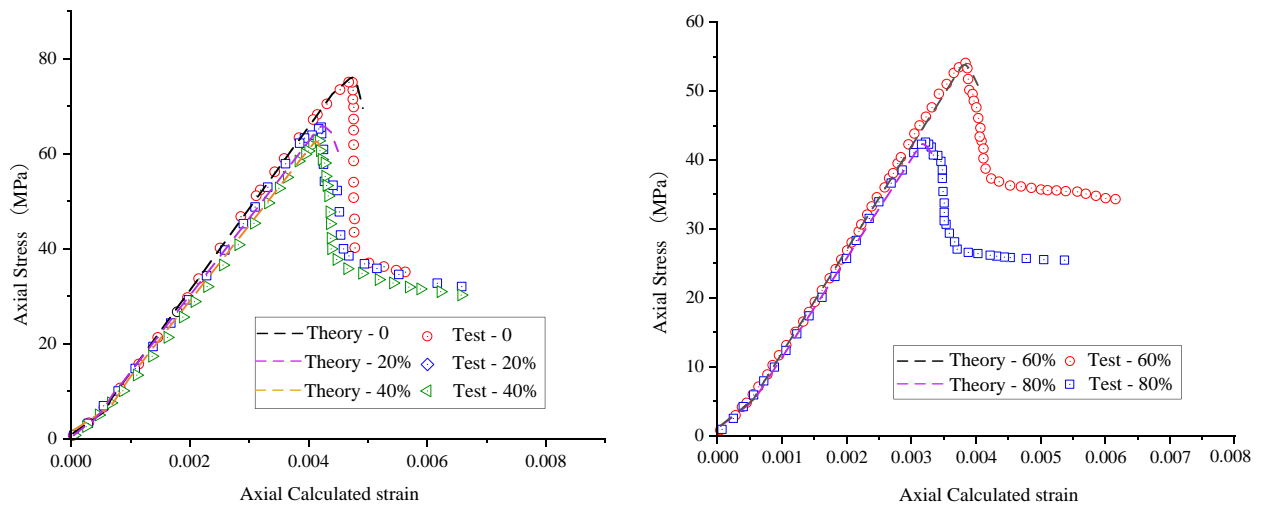 80
60
40
20
0
0.000 0.002 0.004 0.006 0.008
Axial Stress （MPa）
Axial Calculated strain
Theory - 0 Test - 0
Theory - 20% Test - 20%
Theory - 40% Test - 40%
60
50
40
30
20
10
0
0.000 0.001 0.002 0.003 0.004 0.005 0.006 0.007 0.008
Axial Stress （MPa）
Axial Calculated strain
Theory - 60% Test - 60%
Theory - 80% Test - 80%